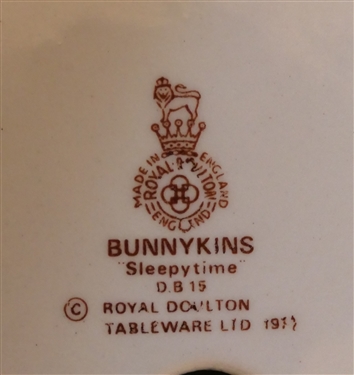 MADE IN ENGLAND
ROYAL DOULTON
ENGLAND
BUNNYKINS
"Sleepytime"
D.B 15
© ROYAL DOULTON
TABLEWARE LTD